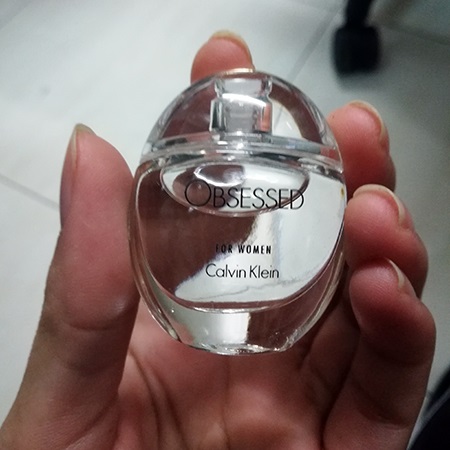 OBSESSED
FOR WOMEN
Calvin Klein